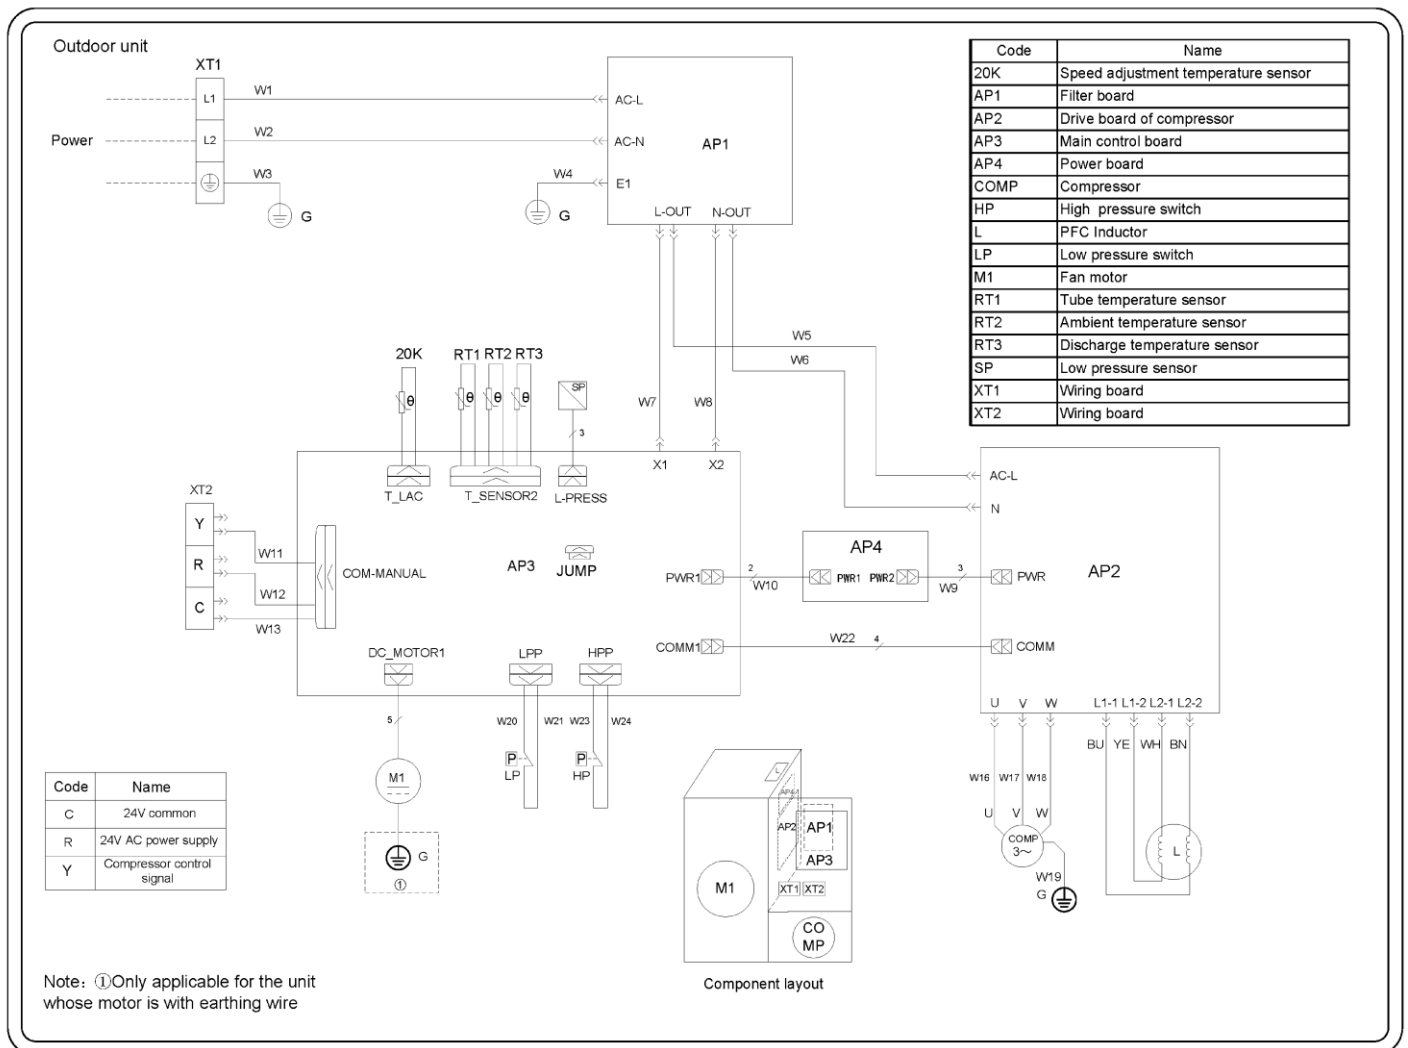 Outdoor unit
XT1
L1
W1
L2
W2
W3
Power
G
W4
G
AC-L
AC-N
E1
AP1
L-OUT
N-OUT
Code Name
20K Speed adjustment temperature sensor
AP1 Filter board
AP2 Drive board of compressor
AP3 Main control board
AP4 Power board
COMP Compressor
HP High pressure switch
L PFC Inductor
LP Low pressure switch
M1 Fan motor
RT1 Tube temperature sensor
RT2 Ambient temperature sensor
RT3 Discharge temperature sensor
SP Low pressure sensor
XT1 Wiring board
XT2 Wiring board
W5
W6
W7
W8
20K
RT1 RT2 RT3
θ
θ
θ
θ
SP
3
T_LAC
T_SENSOR2
L-PRESS
X1
X2
XT2
Y
R
C
W11
W12
W13
COM-MANUAL
AP3
JUMP
PWR1
COMM1
2
W10
AP4
PWR1 PWR2
3
W9
W22
4
AC-L
N
PWR
COMM
AP2
DC_MOTOR1
LPP
HPP
5
M1
G
①
W20
W21
W23
W24
P
LP
P
HP
U V W
L1-1 L1-2 L2-1 L2-2
BU YE WH BN
W16 W17 W18
U V W
COMP
3~
W19
G
L
Code Name
C 24V common
R 24V AC power supply
Y Compressor control
signal
L
AP4
AP2
AP1
AP3
M1
XT1 XT2
CO
MP
Component layout
Note: ①Only applicable for the unit
whose motor is with earthing wire